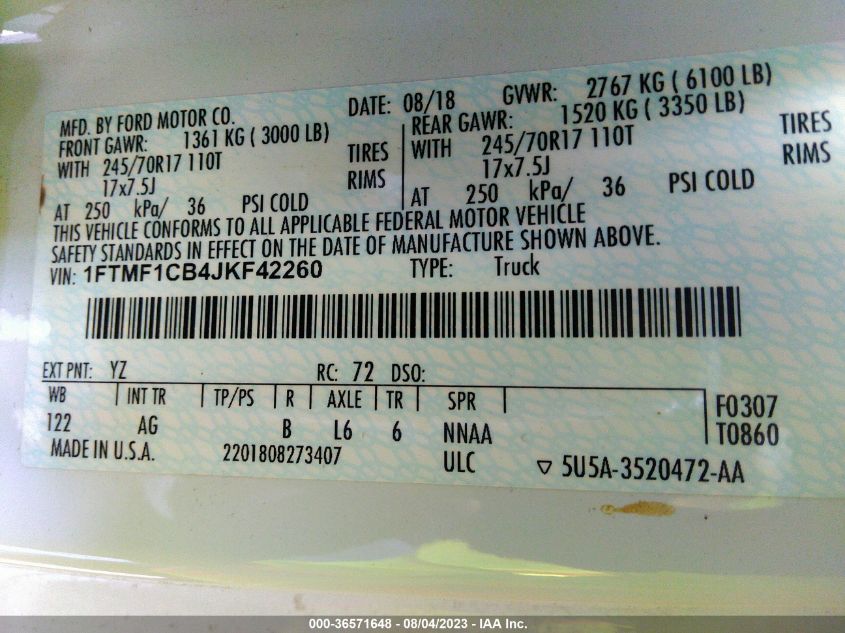 MFD. BY FORD MOTOR CO.
DATE: 08/18 GVWR: 2767 KG ( 6100 LB)
FRONT GAWR: 1361 KG ( 3000 LB)
WITH 245/70R17 110T TIRES
17x7.5J RIMS
AT 250 kPa/ 36 PSI COLD
REAR GAWR: 1520 KG ( 3350 LB)
WITH 245/70R17 110T TIRES
17x7.5J RIMS
AT 250 kPa/ 36 PSI COLD
THIS VEHICLE CONFORMS TO ALL APPLICABLE FEDERAL MOTOR VEHICLE
SAFETY STANDARDS IN EFFECT ON THE DATE OF MANUFACTURE SHOWN ABOVE.
VIN: 1FTMF1CB4JKF42260 TYPE: Truck
EXT PNT: YZ RC: 72 DSO:
WB INT TR TP/PS R AXLE TR SPR
122 AG B L6 6 NNAA
F0307
T0860
MADE IN U.S.A. 2201808273407 ULC
5U5A-3520472-AA
000-36571648 - 08/04/2023 - IAA Inc.